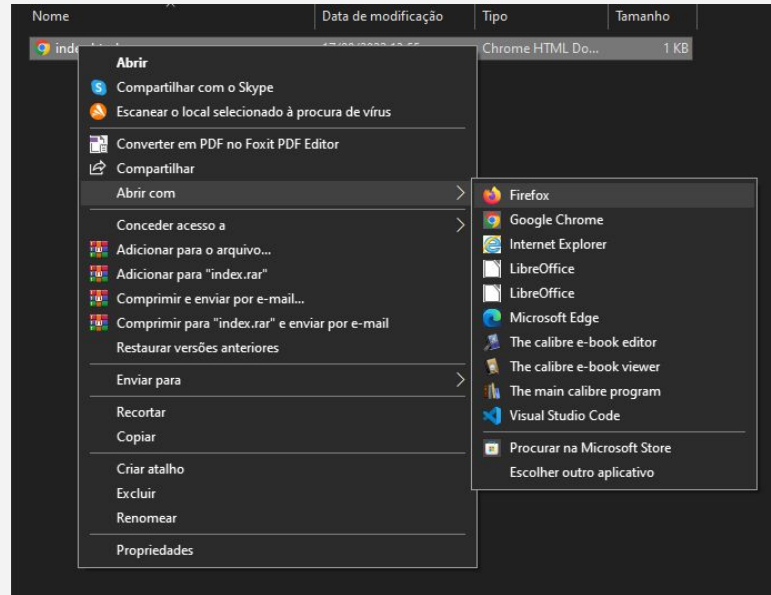 Nome Data de modificação Tipo Tamanho
Chrome HTML Do... 1 KB
Abrir
Compartilhar com o Skype
Escanear o local selecionado à procura de vírus
Converter em PDF no Foxit PDF Editor
Compartilhar
Abrir com
Conceder acesso a
Adicionar para o arquivo...
Adicionar para "index.rar"
Comprimir e enviar por e-mail...
Comprimir para "index.rar" e enviar por e-mail
Restaurar versões anteriores
Enviar para
Recortar
Copiar
Criar atalho
Excluir
Renomear
Propriedades
Firefox
Google Chrome
Internet Explorer
LibreOffice
LibreOffice
Microsoft Edge
The calibre e-book editor
The calibre e-book viewer
The main calibre program
Visual Studio Code
Procurar na Microsoft Store
Escolher outro aplicativo